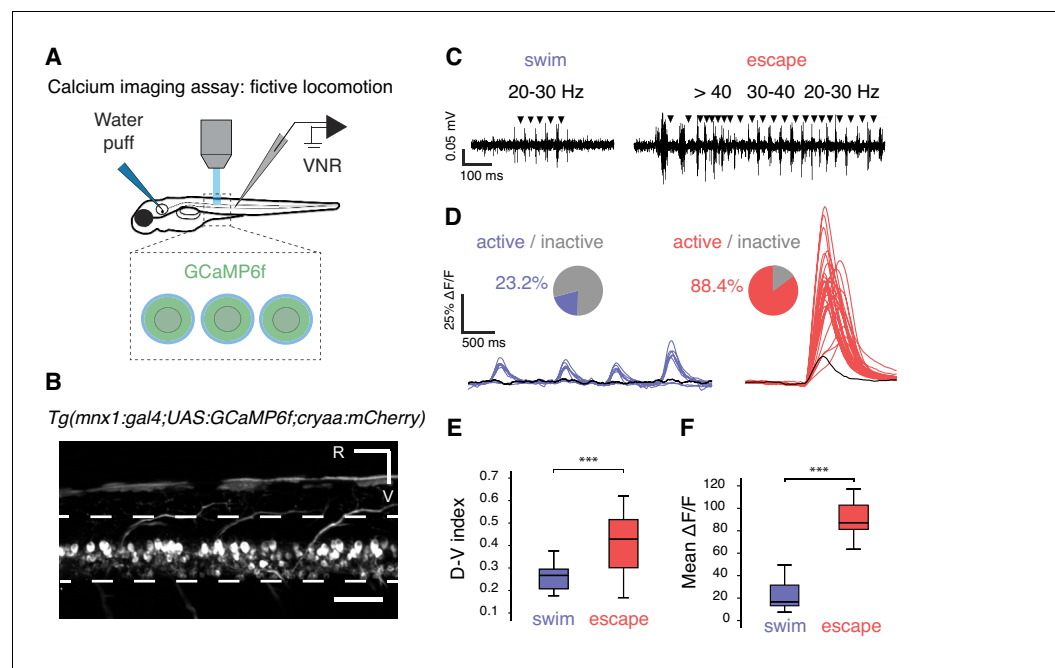 A
Calcium imaging assay: fictive locomotion
Water
puff
VNR
GCaMP6f
B
Tg(mnx1:gal4;UAS:GCaMP6f;cryaa:mCherry)
R
V
C
swim
escape
20-30 Hz
> 40 30-40 20-30 Hz
0.05 mV
100 ms
D
active / inactive
23.2%
active / inactive
88.4%
25% ΔF/F
500 ms
E
***
D-V index
0.7
0.6
0.5
0.4
0.3
0.2
0.1
swim
escape
F
***
Mean ΔF/F
120
100
80
60
40
20
0
swim
escape